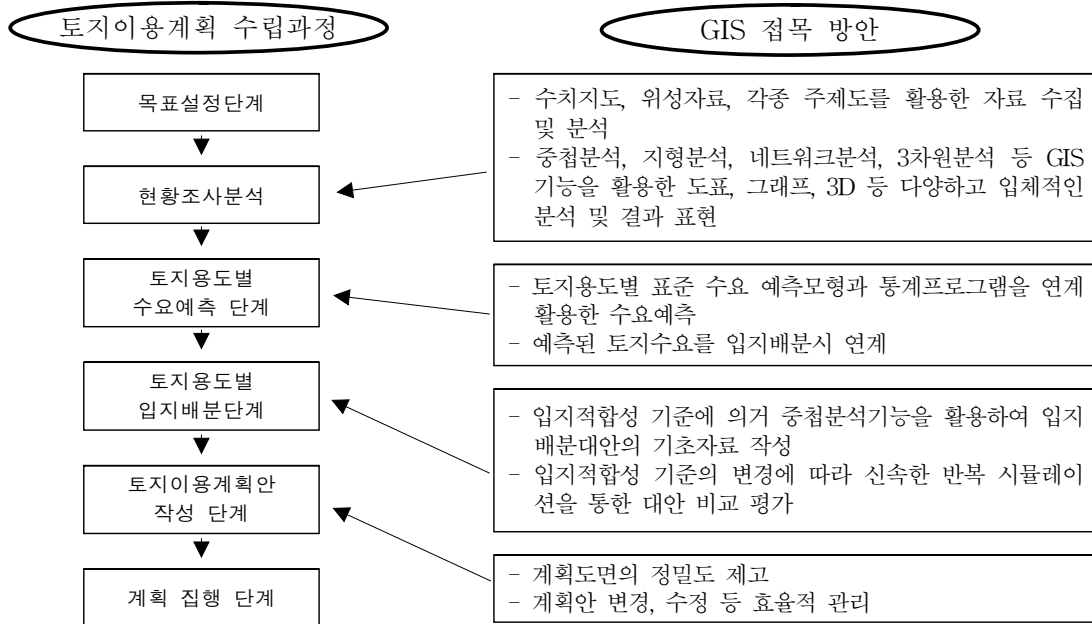 토지이용계획 수립과정
GIS 접목 방안
목표설정단계
현황조사분석
토지용도별
수요예측 단계
토지용도별
입지배분단계
토지이용계획안
작성 단계
계획 집행 단계
- 수치지도, 위성자료, 각종 주제도를 활용한 자료 수집
및 분석
- 중첩분석, 지형분석, 네트워크분석, 3차원분석 등 GIS
기능을 활용한 도표, 그래프, 3D 등 다양하고 입체적인
분석 및 결과 표현
- 토지용도별 표준 수요 예측모형과 통계프로그램을 연계
활용한 수요예측
- 예측된 토지수요를 입지배분시 연계
- 입지적합성 기준에 의거 중첩분석기능을 활용하여 입지
배분대안의 기초자료 작성
- 입지적합성 기준의 변경에 따라 신속한 반복 시뮬레이
션을 통한 대안 비교 평가
- 계획도면의 정밀도 제고
- 계획안 변경, 수정 등 효율적 관리